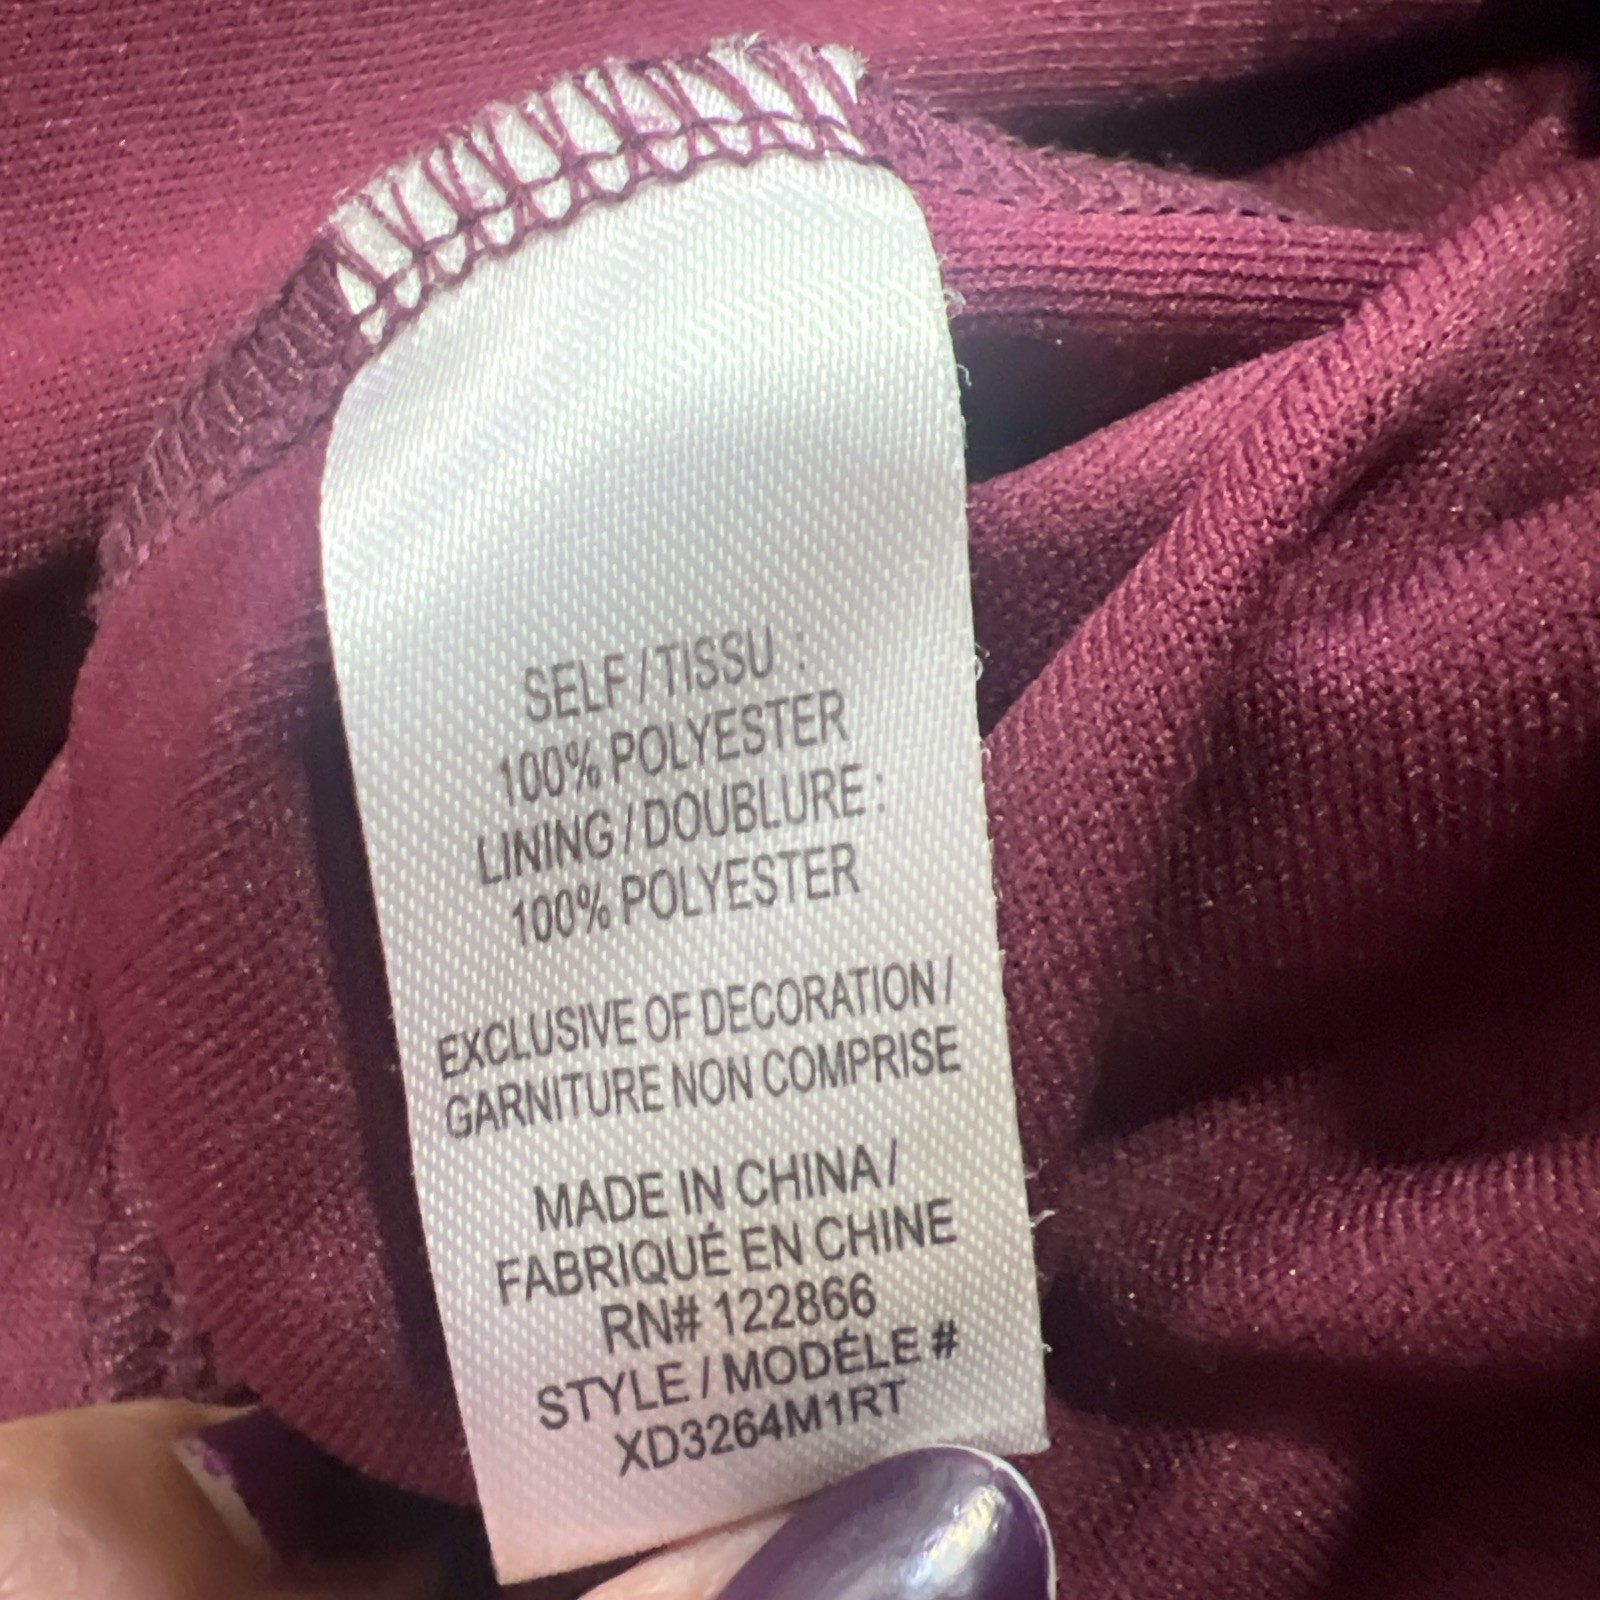 SELF / TISSU :
100% POLYESTER
LINING / DOUBLURE :
100% POLYESTER
EXCLUSIVE OF DECORATION /
GARNITURE NON COMPRISE
MADE IN CHINA /
FABRIQUÉ EN CHINE
RN# 122866
STYLE / MODÉLE #
XD3264M1RT